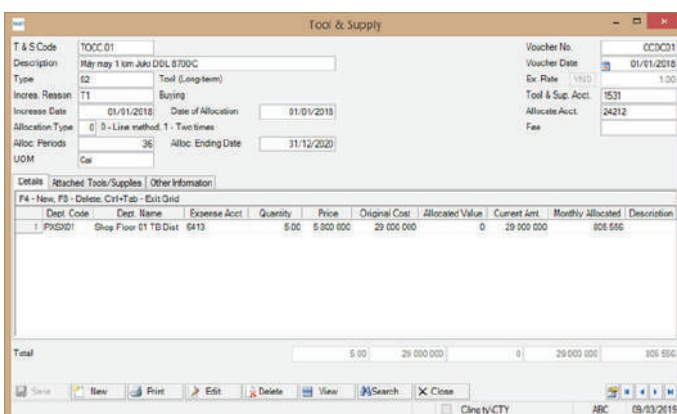 Tool & Supply
T & S Code TOCC.01 Voucher No. CCDC01
Description Máy may 1 kim Juki DDL 8700-C Voucher Date 01/01/2018
Type 02 Tool (Long-term) Ex. Rate VND 1.00
Increas. Reason T1 Buying Tool & Sup. Acct. 1531
Increase Date 01/01/2018 Date of Allocation 01/01/2018 Allocate Acct. 24212
Allocation Type 0 0 - Line method, 1 - Two times Fee
Alloc. Periods 36 Alloc. Ending Date 31/12/2020
UOM Cai
Details Attached Tools/Supplies Other Information
F4 - New, F8 - Delete, Ctrl+Tab - Exit Grid
Dept. Code Dept. Name Expense Acct Quantity Price Original Cost Allocated Value Current Amt. Monthly Allocated Description
1 PXSX01 Shop Floor 01 TB Dist 6413 5.00 5 800 000 29 000 000 0 29 000 000 805 556
Total 5.00 29 000 000 0 29 000 000 805 556
Save New Print Edit Delete View Search Close
ABC 09/03/2019